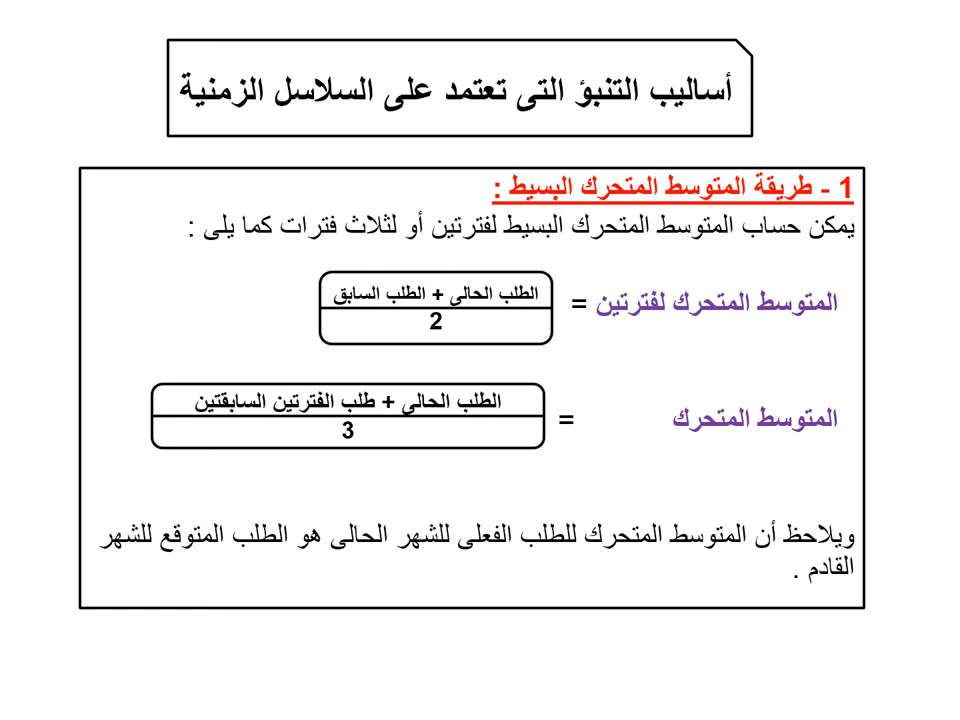 أساليب التنبؤ التى تعتمد على السلاسل الزمنية
1 - طريقة المتوسط المتحرك البسيط :
يمكن حساب المتوسط المتحرك البسيط لفترتين أو لثلاث فترات كما يلى :
المتوسط المتحرك لفترتين =
الطلب الحالى + الطلب السابق
2
المتوسط المتحرك =
الطلب الحالى + طلب الفترتين السابقتين
3
ويلاحظ أن المتوسط المتحرك للطلب الفعلى للشهر الحالى هو الطلب المتوقع للشهر
القادم .